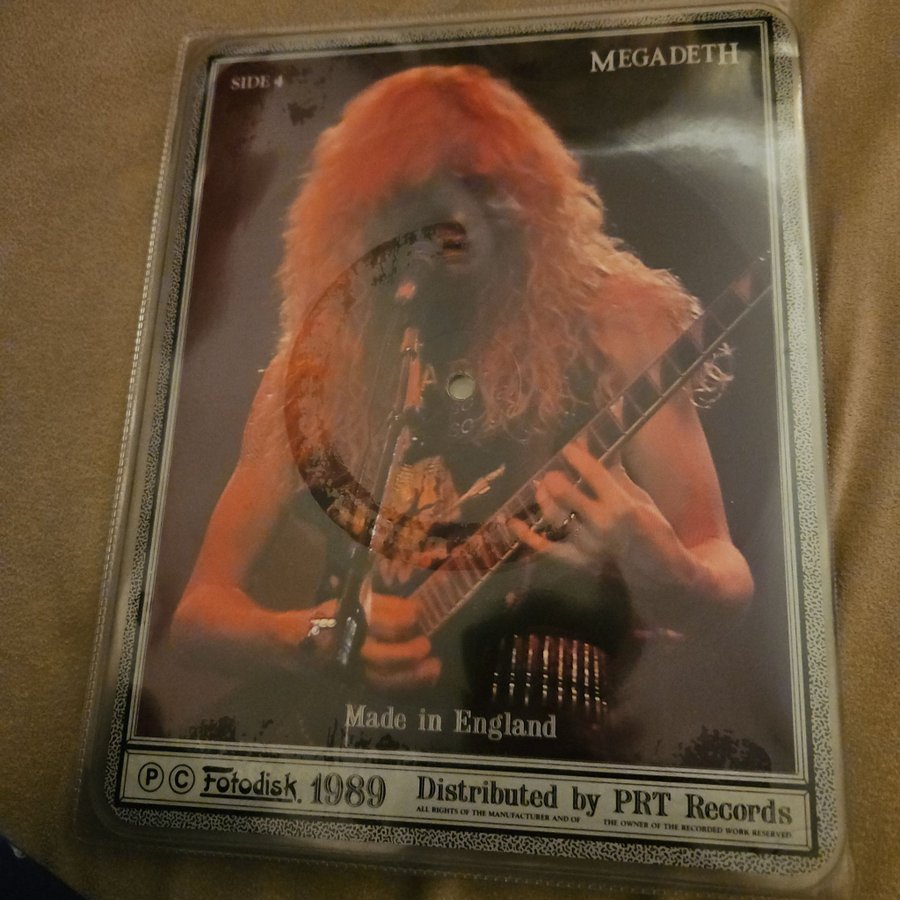 SIDE 4
MEGADETH
Made in England
Ⓟ Ⓒ Fotodisk. 1989 Distributed by PRT Records
ALL RIGHTS OF THE MANUFACTURER AND OF THE OWNER OF THE RECORDED WORK RESERVED